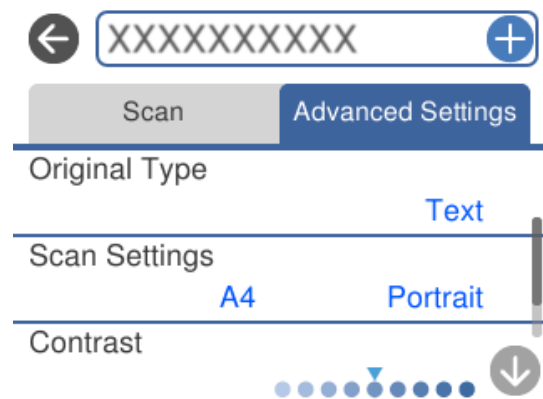 XXXXXXXXXX
Scan
Advanced Settings
Original Type
Text
Scan Settings
A4 Portrait
Contrast